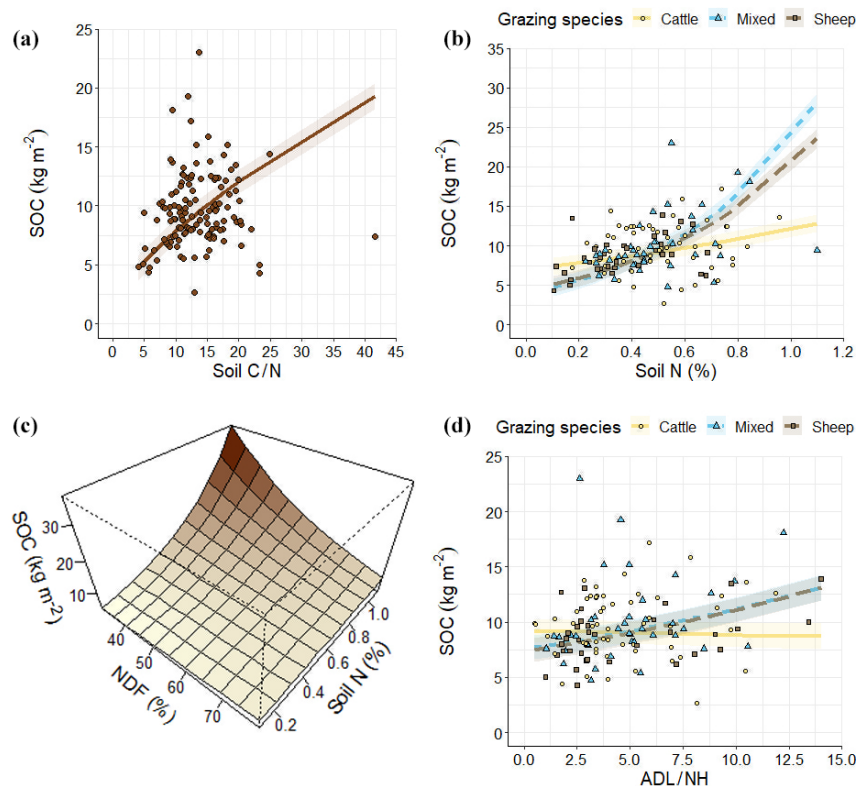 (a)
SOC (kg m⁻²)
25
20
15
10
5
0
0 5 10 15 20 25 30 35 40 45
Soil C/N
Grazing species Cattle Mixed Sheep
(b)
SOC (kg m⁻²)
35
30
25
20
15
10
5
0
0.0 0.2 0.4 0.6 0.8 1.0 1.2
Soil N (%)
(c)
SOC (kg m⁻²)
30
20
10
40
50
60
70
NDF (%)
0.2
0.4
0.6
0.8
1.0
Soil N (%)
(d)
Grazing species Cattle Mixed Sheep
SOC (kg m⁻²)
25
20
15
10
5
0
0.0 2.5 5.0 7.5 10.0 12.5 15.0
ADL/NH